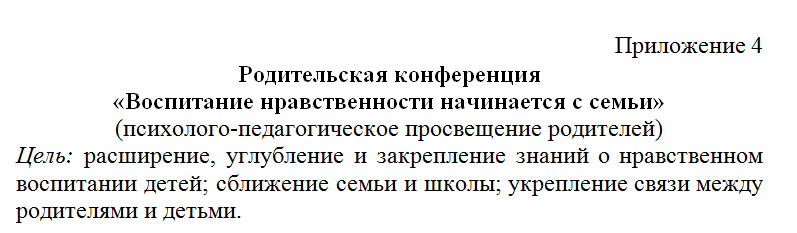 Приложение 4
Родительская конференция
«Воспитание нравственности начинается с семьи»
(психолого-педагогическое просвещение родителей)
Цель: расширение, углубление и закрепление знаний о нравственном
воспитании детей; сближение семьи и школы; укрепление связи между
родителями и детьми.